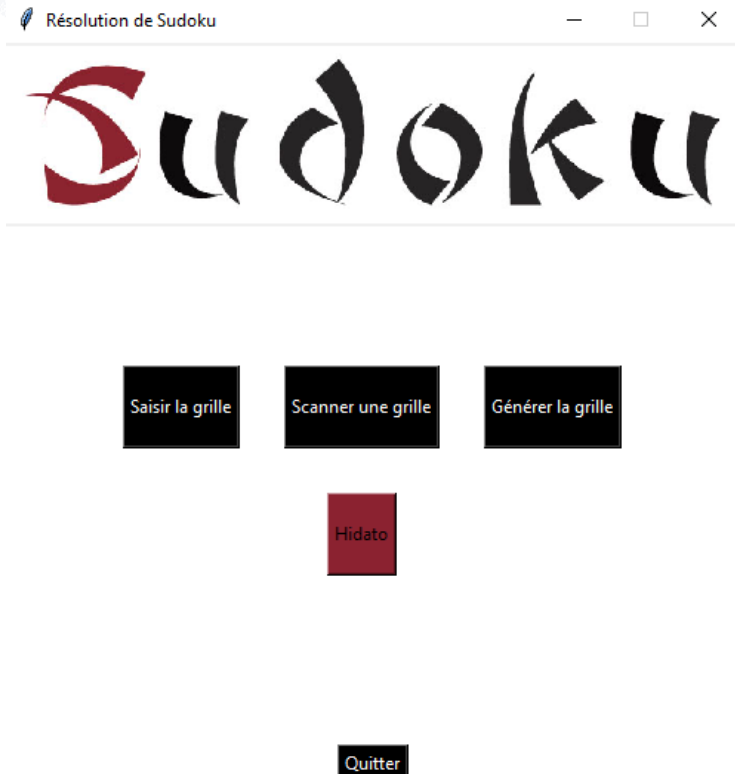 Résolution de Sudoku
Sudoku
Saisir la grille
Scanner une grille
Générer la grille
Hidato
Quitter